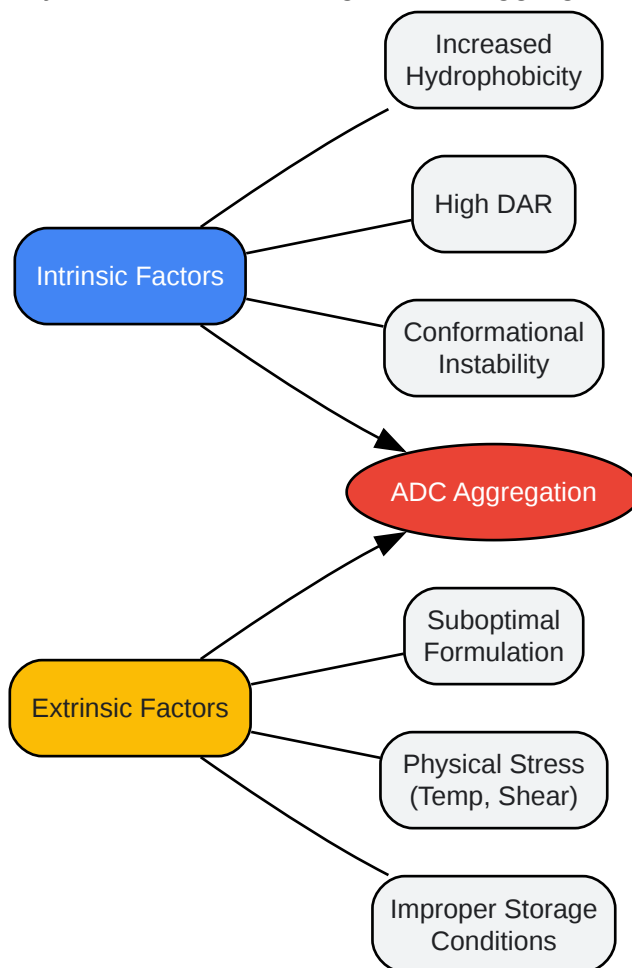 Increased
Hydrophobicity
High DAR
Intrinsic Factors
Conformational
Instability
ADC Aggregation
Suboptimal
Formulation
Extrinsic Factors
Physical Stress
(Temp, Shear)
Improper Storage
Conditions